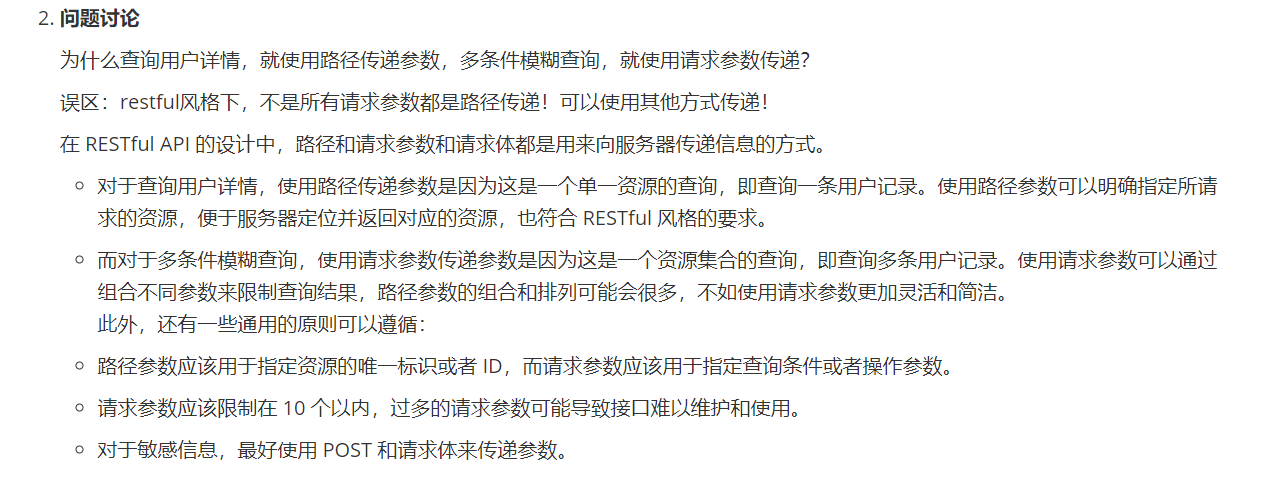 2. 问题讨论
为什么查询用户详情，就使用路径传递参数，多条件模糊查询，就使用请求参数传递？
误区：restful风格下，不是所有请求参数都是路径传递！可以使用其他方式传递！
在 RESTful API 的设计中，路径和请求参数和请求体都是用来向服务器传递信息的方式。
对于查询用户详情，使用路径传递参数是因为这是一个单一资源的查询，即查询一条用户记录。使用路径参数可以明确指定所请
求的资源，便于服务器定位并返回对应的资源，也符合 RESTful 风格的要求。
而对于多条件模糊查询，使用请求参数传递参数是因为这是一个资源集合的查询，即查询多条用户记录。使用请求参数可以通过
组合不同参数来限制查询结果，路径参数的组合和排列可能会很多，不如使用请求参数更加灵活和简洁。
此外，还有一些通用的原则可以遵循：
路径参数应该用于指定资源的唯一标识或者 ID，而请求参数应该用于指定查询条件或者操作参数。
请求参数应该限制在 10 个以内，过多的请求参数可能导致接口难以维护和使用。
对于敏感信息，最好使用 POST 和请求体来传递参数。